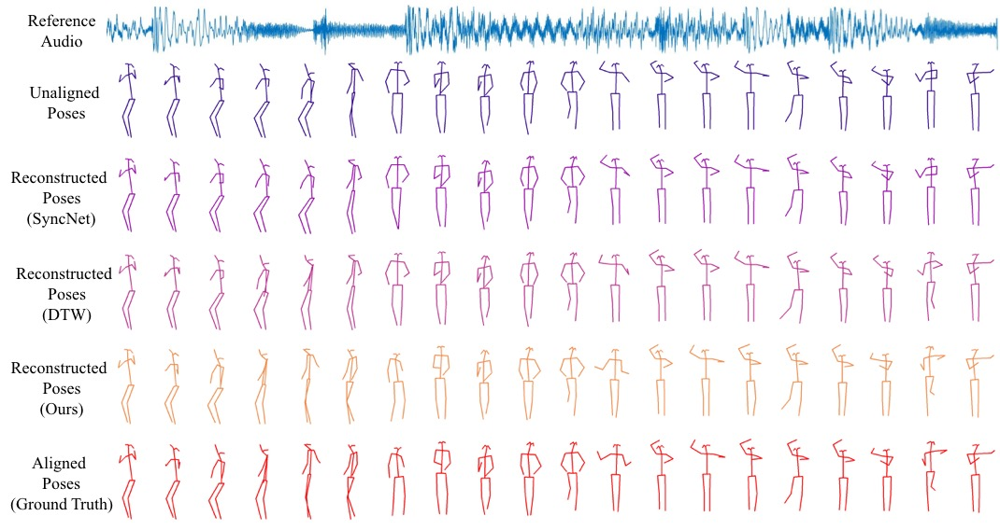 Reference
Audio
Unaligned
Poses
Reconstructed
Poses
(SyncNet)
Reconstructed
Poses
(DTW)
Reconstructed
Poses
(Ours)
Aligned
Poses
(Ground Truth)